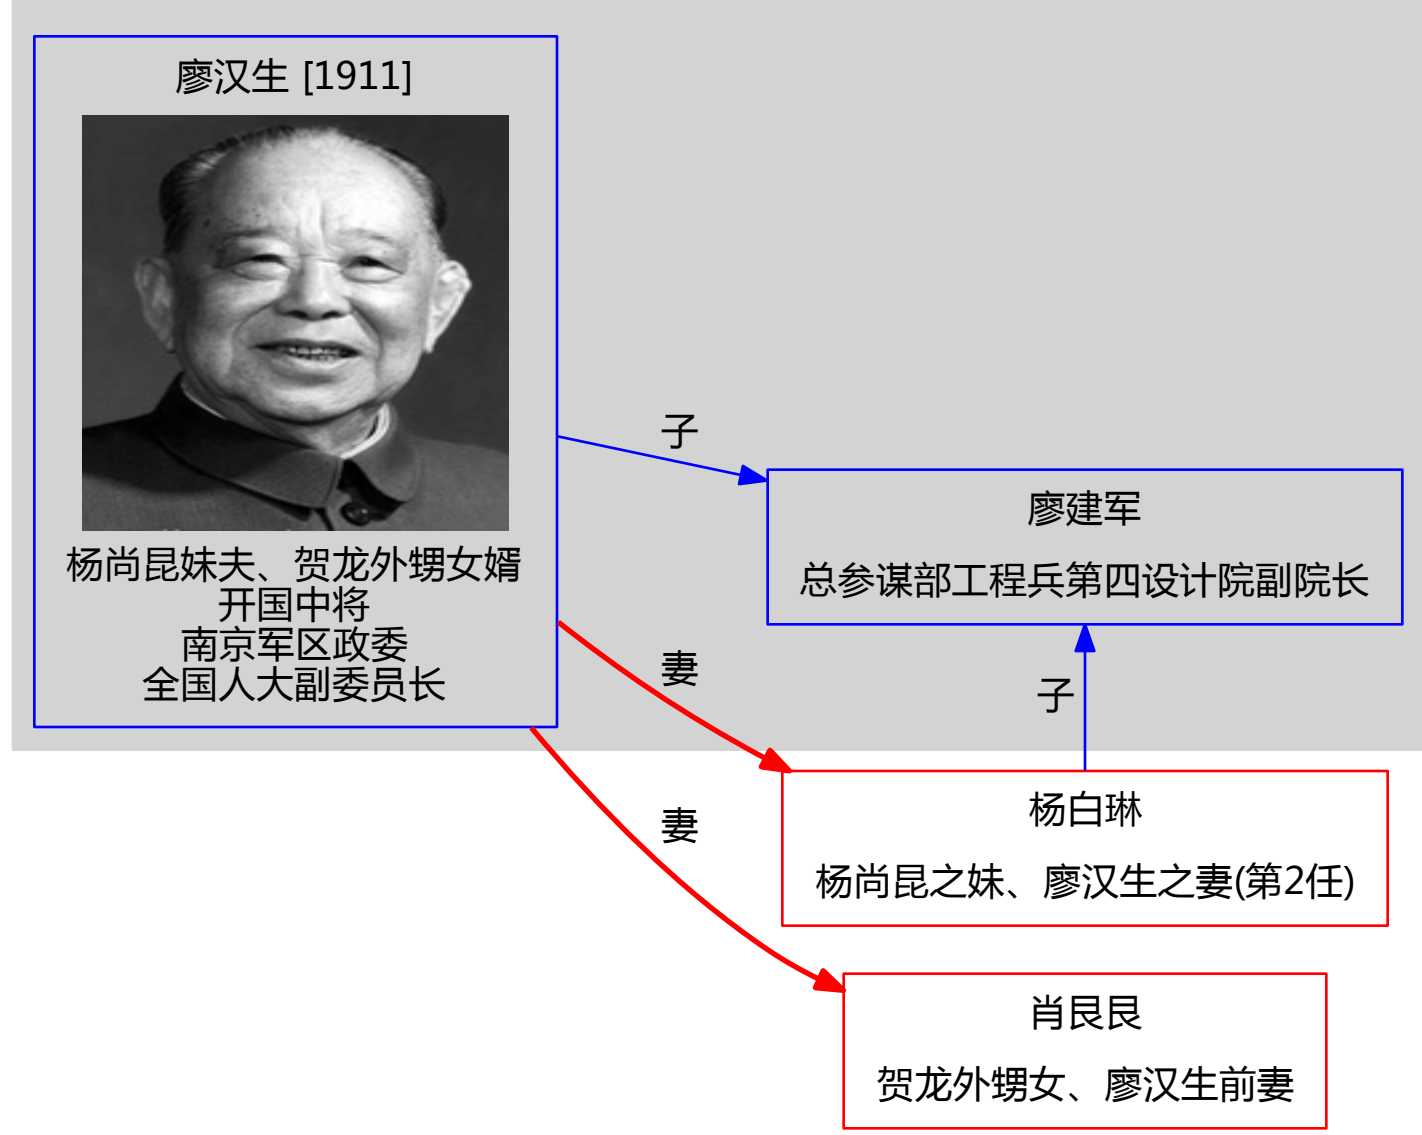 廖汉生 [1911]
杨尚昆妹夫、贺龙外甥女婿
开国中将
南京军区政委
全国人大副委员长
子
廖建军
总参谋部工程兵第四设计院副院长
妻
子
杨白琳
杨尚昆之妹、廖汉生之妻(第2任)
妻
肖艮艮
贺龙外甥女、廖汉生前妻